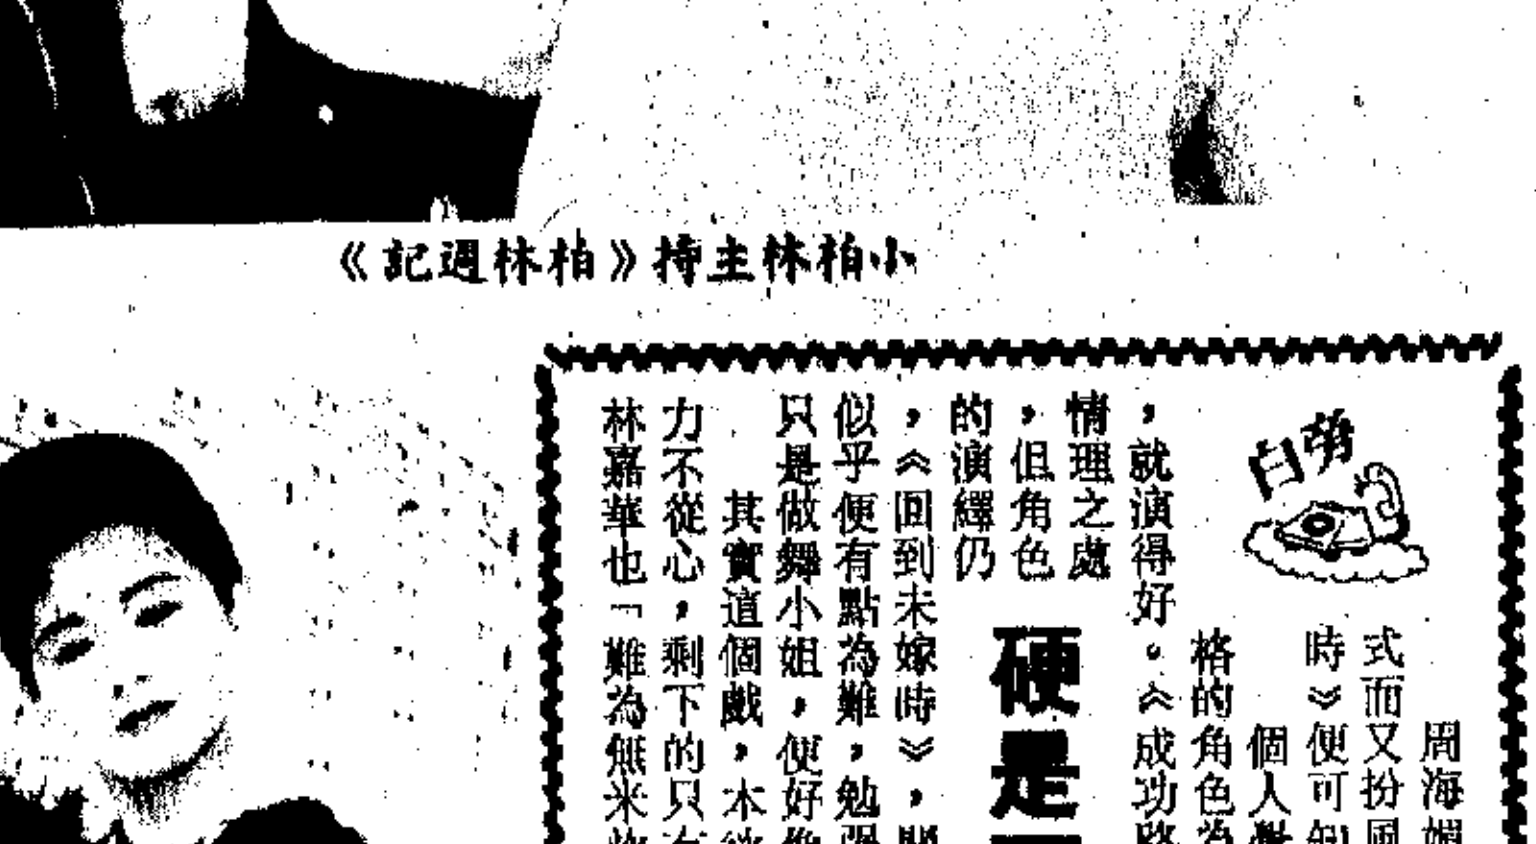 小柏林主持《柏林週記》
周海媚
式而又扮風
時》便可
個人
格的角色
，就演得好。《成功路
情理之處
，但角色
的演繹仍
硬是
，《回到未嫁時》，
似乎便有點為難，勉強
只是做舞小姐，便好像
其實這個戲，本
力不從心，剩下的只有
林嘉華也「難為無米